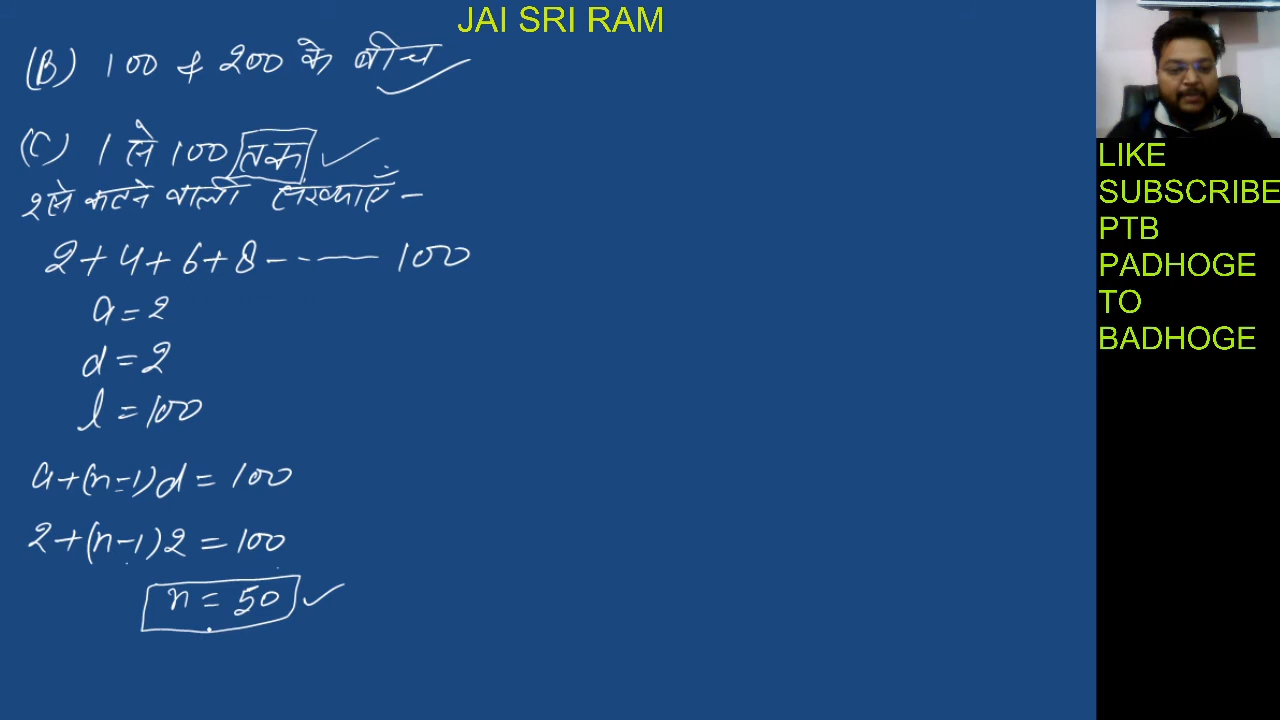 JAI SRI RAM
(B) 100 & 200 के बीच
(C) 1 से 100 तक
2 से कटने वाली संख्याएँ -
2+4+6+8------100
a=2
d=2
l=100
a+(n-1)d=100
2+(n-1)2=100
n=50
LIKE
SUBSCRIBE
PTB
PADHOGE
TO
BADHOGE